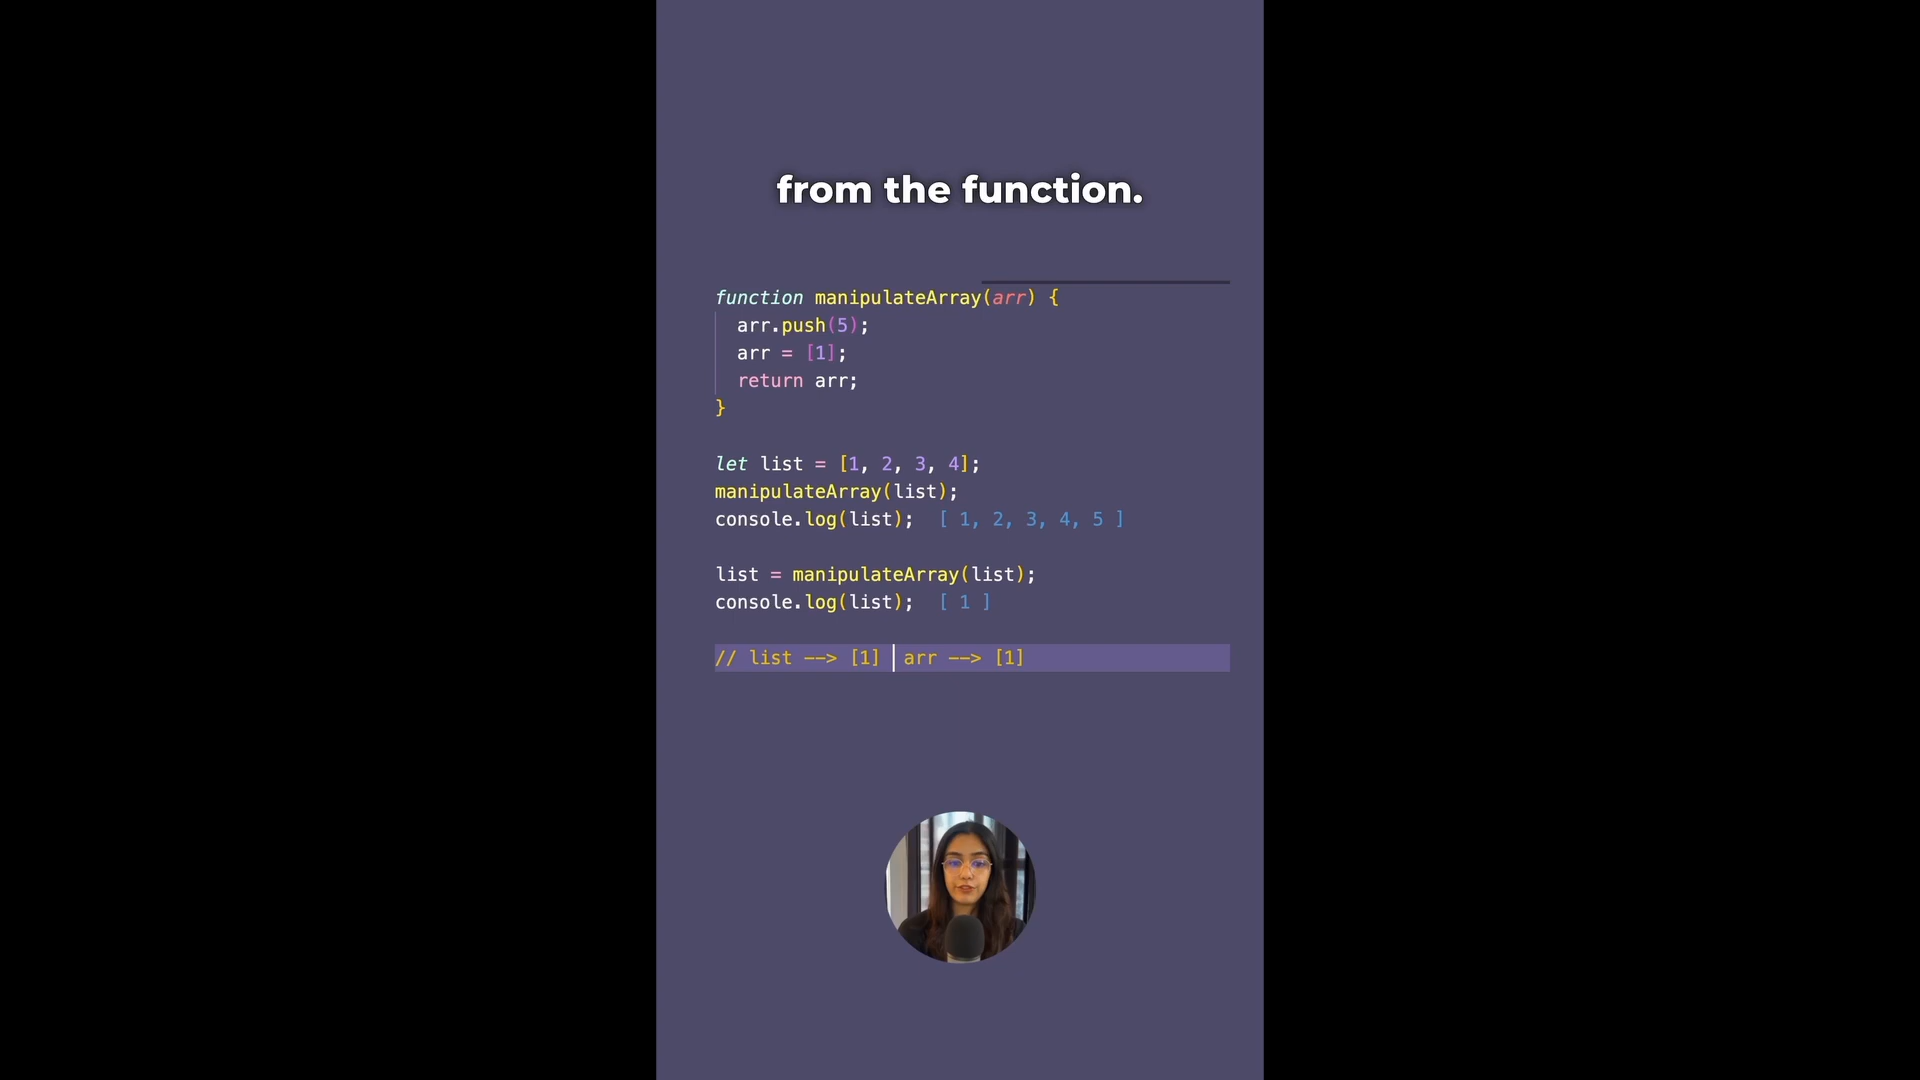 from the function.
function manipulateArray(arr) {
arr.push(5);
arr = [1];
return arr;
}
let list = [1, 2, 3, 4];
manipulateArray(list);
console.log(list); [ 1, 2, 3, 4, 5 ]
list = manipulateArray(list);
console.log(list); [ 1 ]
// list --> [1] arr --> [1]